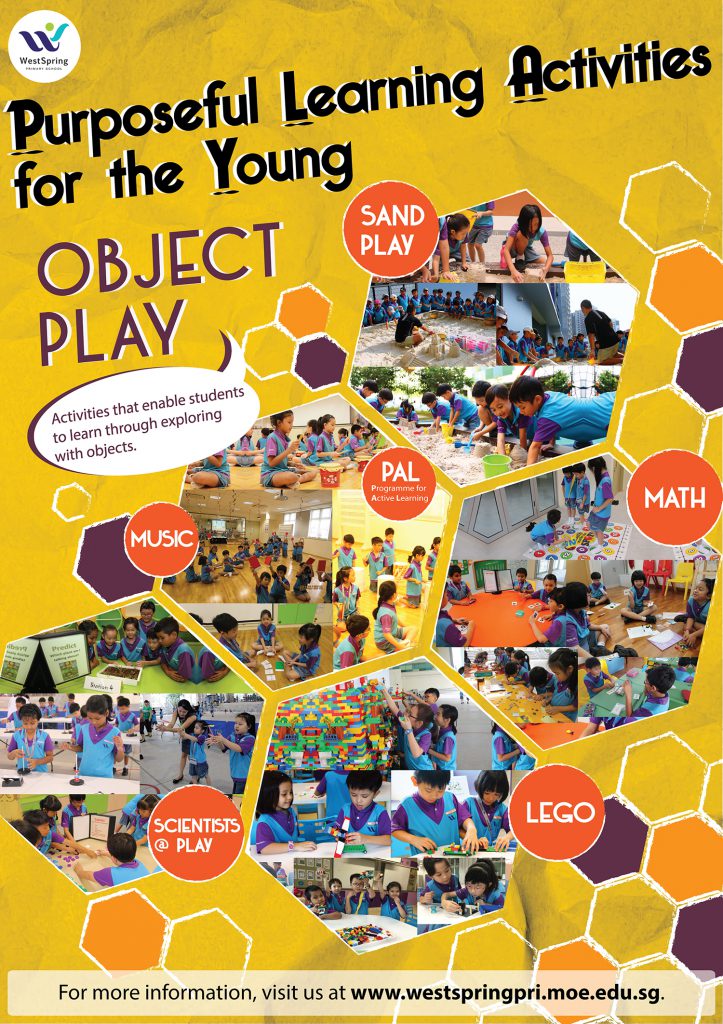 WestSpring
PRIMARY SCHOOL
Purposeful Learning Activities
for the Young
OBJECT
PLAY
Activities that enable students
to learn through exploring
with objects.
SAND
PLAY
PAL
Programme for
Active Learning
MUSIC
MATH
Predict
Station 4
SCIENTISTS
@ PLAY
LEGO
For more information, visit us at www.westspringpri.moe.edu.sg.